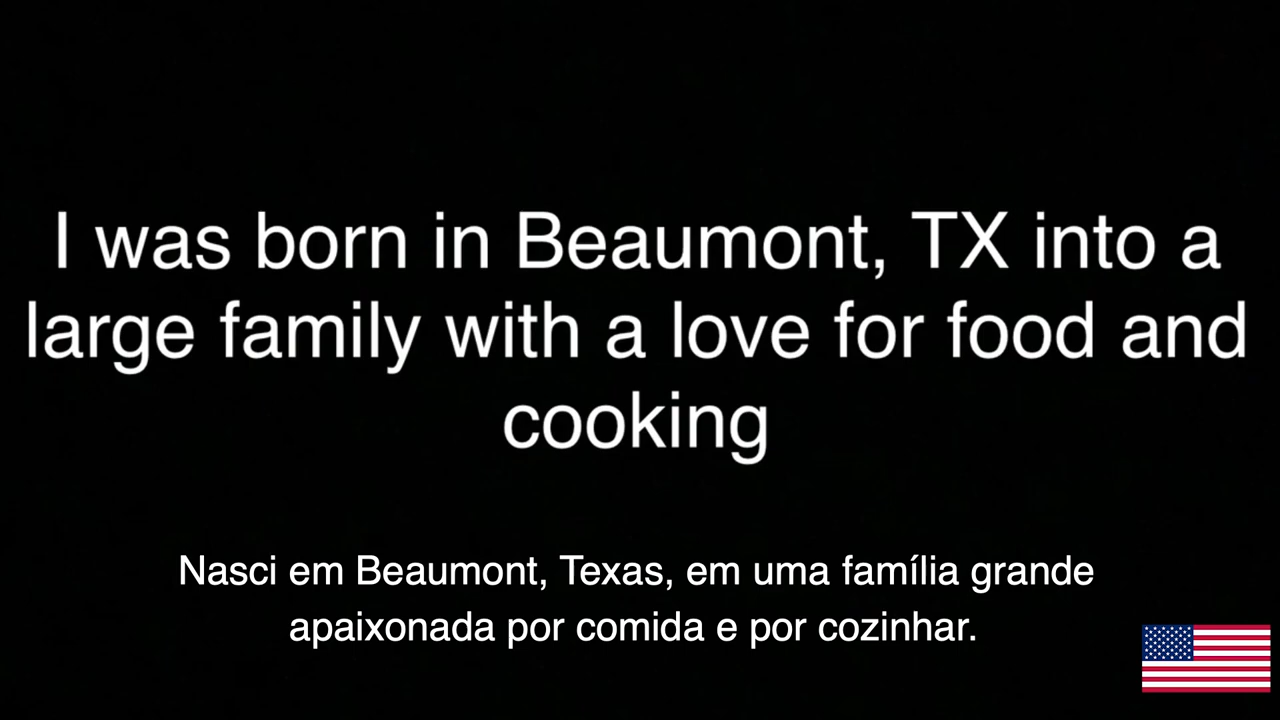 I was born in Beaumont, TX into a
large family with a love for food and
cooking
Nasci em Beaumont, Texas, em uma família grande
apaixonada por comida e por cozinhar.